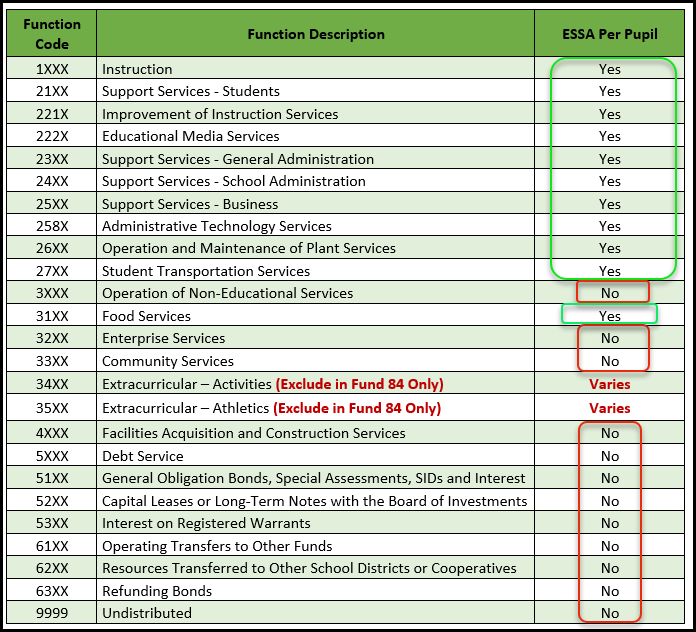 Function Code Function Description ESSA Per Pupil
1XXX Instruction Yes
21XX Support Services - Students Yes
221X Improvement of Instruction Services Yes
222X Educational Media Services Yes
23XX Support Services - General Administration Yes
24XX Support Services - School Administration Yes
25XX Support Services - Business Yes
258X Administrative Technology Services Yes
26XX Operation and Maintenance of Plant Services Yes
27XX Student Transportation Services Yes
3XXX Operation of Non-Educational Services No
31XX Food Services Yes
32XX Enterprise Services No
33XX Community Services No
34XX Extracurricular – Activities (Exclude in Fund 84 Only) Varies
35XX Extracurricular – Athletics (Exclude in Fund 84 Only) Varies
4XXX Facilities Acquisition and Construction Services No
5XXX Debt Service No
51XX General Obligation Bonds, Special Assessments, SIDs and Interest No
52XX Capital Leases or Long-Term Notes with the Board of Investments No
53XX Interest on Registered Warrants No
61XX Operating Transfers to Other Funds No
62XX Resources Transferred to Other School Districts or Cooperatives No
63XX Refunding Bonds No
9999 Undistributed No